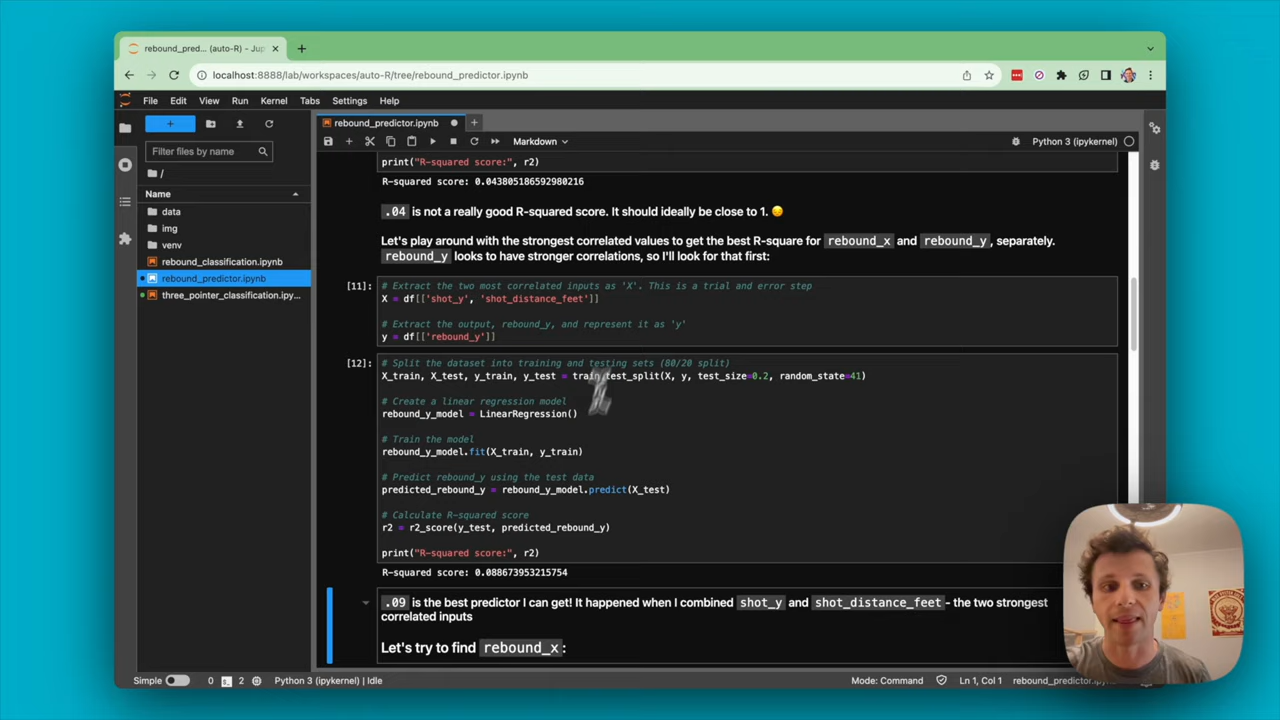 rebound_pred... (auto-R) - Jup
localhost:8888/lab/workspaces/auto-R/tree/rebound_predictor.ipynb
File Edit View Run Kernel Tabs Settings Help
Filter files by name
/
Name
data
img
venv
rebound_classification.ipynb
rebound_predictor.ipynb
three_pointer_classification.ipy...
rebound_predictor.ipynb
Markdown
Python 3 (ipykernel)
print("R-squared score:", r2)
R-squared score: 0.043805186592980216
.04 is not a really good R-squared score. It should ideally be close to 1. 😔
Let's play around with the strongest correlated values to get the best R-square for rebound_x and rebound_y, separately.
rebound_y looks to have stronger correlations, so I'll look for that first:
[11]:
# Extract the two most correlated inputs as 'X'. This is a trial and error step
X = df[['shot_y', 'shot_distance_feet']]
# Extract the output, rebound_y, and represent it as 'y'
y = df[['rebound_y']]
[12]:
# Split the dataset into training and testing sets (80/20 split)
X_train, X_test, y_train, y_test = train_test_split(X, y, test_size=0.2, random_state=41)
# Create a linear regression model
rebound_y_model = LinearRegression()
# Train the model
rebound_y_model.fit(X_train, y_train)
# Predict rebound_y using the test data
predicted_rebound_y = rebound_y_model.predict(X_test)
# Calculate R-squared score
r2 = r2_score(y_test, predicted_rebound_y)
print("R-squared score:", r2)
R-squared score: 0.088673953215754
.09 is the best predictor I can get! It happened when I combined shot_y and shot_distance_feet - the two strongest
correlated inputs
Let's try to find rebound_x:
Simple 0 2 Python 3 (ipykernel) | Idle Mode: Command Ln 1, Col 1 rebound_predictor.ipynb